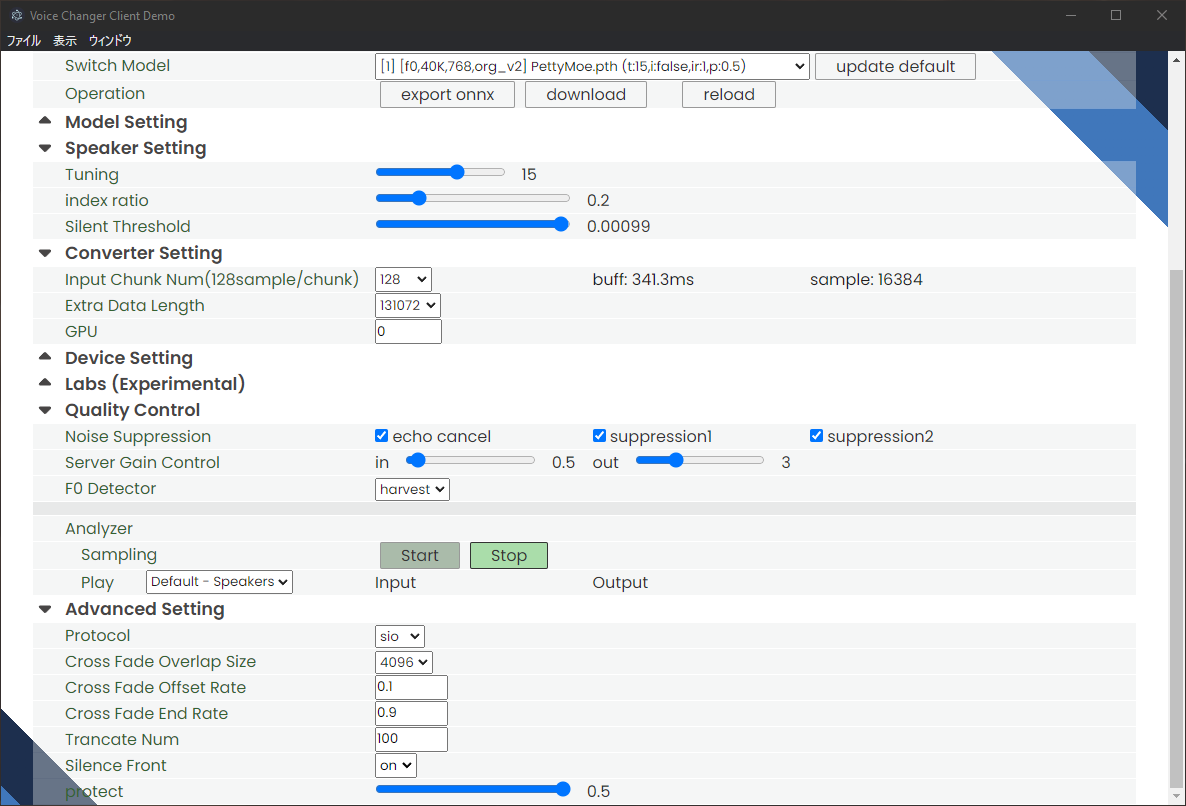 Voice Changer Client Demo
ファイル 表示 ウィンドウ
Switch Model [1] [f0,40K,768,org_v2] PettyMoe.pth (t:15,i:false,ir:1,p:0.5) update default
Operation export onnx download reload
Model Setting
Speaker Setting
Tuning 15
index ratio 0.2
Silent Threshold 0.00099
Converter Setting
Input Chunk Num(128sample/chunk) 128 buff: 341.3ms sample: 16384
Extra Data Length 131072
GPU 0
Device Setting
Labs (Experimental)
Quality Control
Noise Suppression echo cancel suppression1 suppression2
Server Gain Control in 0.5 out 3
F0 Detector harvest
Analyzer
Sampling Start Stop
Play Default - Speakers Input Output
Advanced Setting
Protocol sio
Cross Fade Overlap Size 4096
Cross Fade Offset Rate 0.1
Cross Fade End Rate 0.9
Trancate Num 100
Silence Front on
protect 0.5